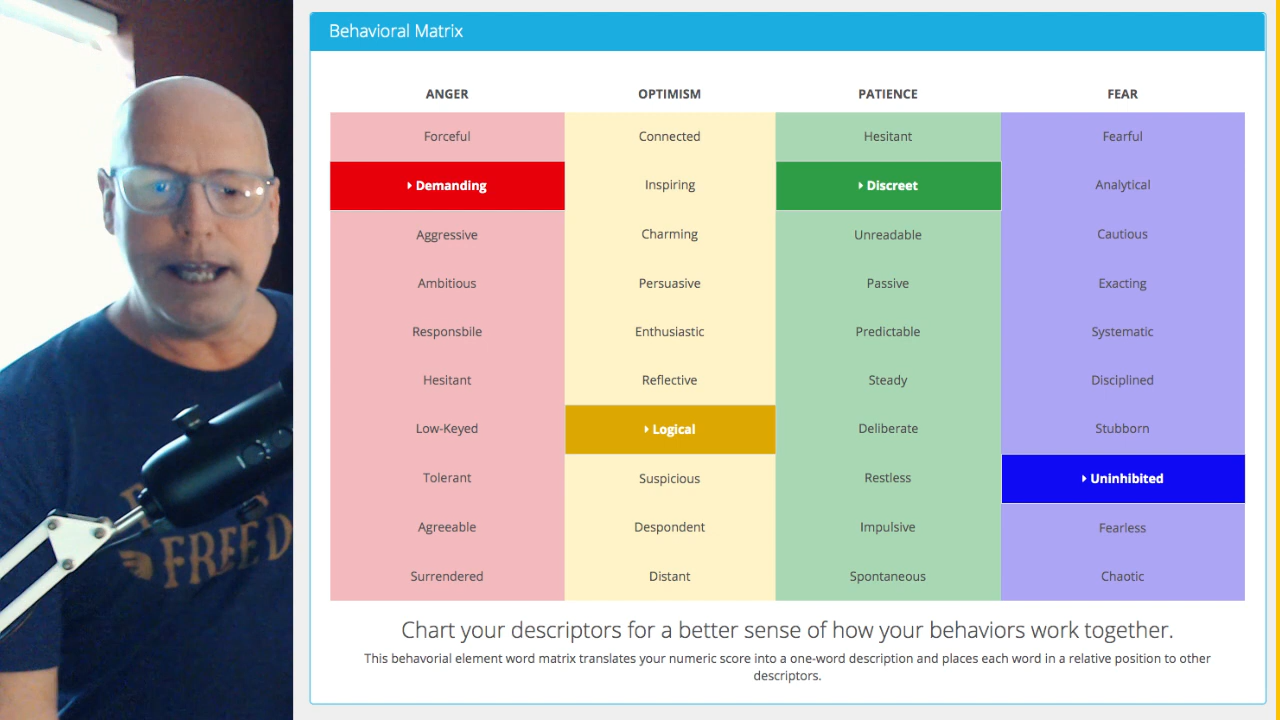 Behavioral Matrix
ANGER OPTIMISM PATIENCE FEAR
Forceful Connected Hesitant Fearful
Demanding Inspiring Discreet Analytical
Aggressive Charming Unreadable Cautious
Ambitious Persuasive Passive Exacting
Responsbile Enthusiastic Predictable Systematic
Hesitant Reflective Steady Disciplined
Low-Keyed Logical Deliberate Stubborn
Tolerant Suspicious Restless Uninhibited
Agreeable Despondent Impulsive Fearless
Surrendered Distant Spontaneous Chaotic
Chart your descriptors for a better sense of how your behaviors work together.
This behavorial element word matrix translates your numeric score into a one-word description and places each word in a relative position to other
descriptors.
FREED